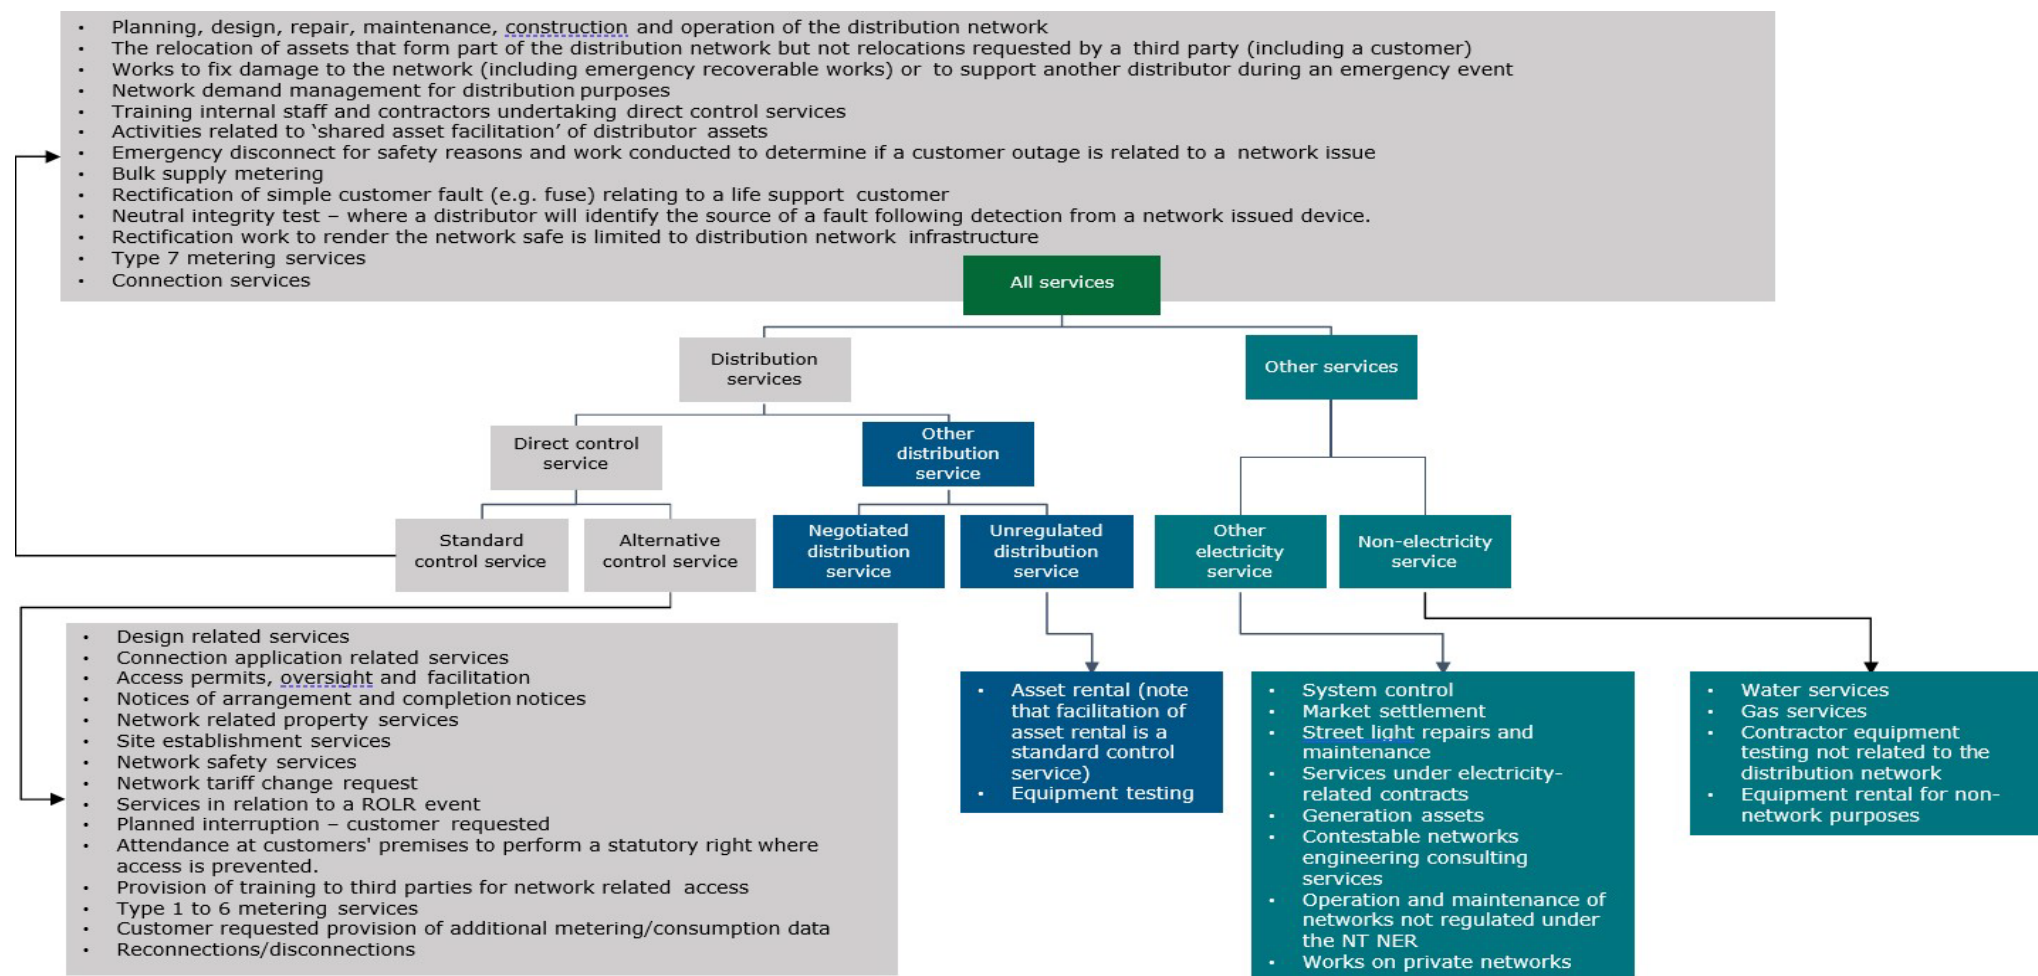 • Planning, design, repair, maintenance, construction and operation of the distribution network
• The relocation of assets that form part of the distribution network but not relocations requested by a third party (including a customer)
• Works to fix damage to the network (including emergency recoverable works) or to support another distributor during an emergency event
• Network demand management for distribution purposes
• Training internal staff and contractors undertaking direct control services
• Activities related to ‘shared asset facilitation’ of distributor assets
• Emergency disconnect for safety reasons and work conducted to determine if a customer outage is related to a network issue
• Bulk supply metering
• Rectification of simple customer fault (e.g. fuse) relating to a life support customer
• Neutral integrity test – where a distributor will identify the source of a fault following detection from a network issued device.
• Rectification work to render the network safe is limited to distribution network infrastructure
• Type 7 metering services
• Connection services
All services
Distribution
services
Other services
Direct control
service
Other
distribution
service
Standard
control service
Alternative
control service
Negotiated
distribution
service
Unregulated
distribution
service
Other
electricity
service
Non-electricity
service
• Design related services
• Connection application related services
• Access permits, oversight and facilitation
• Notices of arrangement and completion notices
• Network related property services
• Site establishment services
• Network safety services
• Network tariff change request
• Services in relation to a ROLR event
• Planned interruption – customer requested
• Attendance at customers' premises to perform a statutory right where
access is prevented.
• Provision of training to third parties for network related access
• Type 1 to 6 metering services
• Customer requested provision of additional metering/consumption data
• Reconnections/disconnections
• Asset rental (note
that facilitation of
asset rental is a
standard control
service)
• Equipment testing
• System control
• Market settlement
• Street light repairs and
maintenance
• Services under electricity-
related contracts
• Generation assets
• Contestable networks
engineering consulting
services
• Operation and maintenance of
networks not regulated under
the NT NER
• Works on private networks
• Water services
• Gas services
• Contractor equipment
testing not related to the
distribution network
• Equipment rental for non-
network purposes